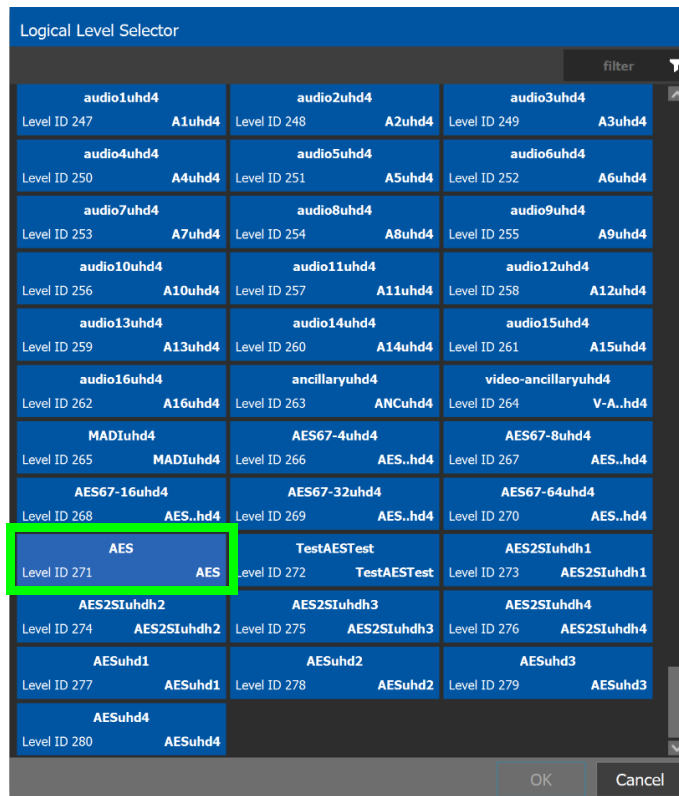 Logical Level Selector
filter
audio1uhd4 audio2uhd4 audio3uhd4
Level ID 247 A1uhd4 Level ID 248 A2uhd4 Level ID 249 A3uhd4
audio4uhd4 audio5uhd4 audio6uhd4
Level ID 250 A4uhd4 Level ID 251 A5uhd4 Level ID 252 A6uhd4
audio7uhd4 audio8uhd4 audio9uhd4
Level ID 253 A7uhd4 Level ID 254 A8uhd4 Level ID 255 A9uhd4
audio10uhd4 audio11uhd4 audio12uhd4
Level ID 256 A10uhd4 Level ID 257 A11uhd4 Level ID 258 A12uhd4
audio13uhd4 audio14uhd4 audio15uhd4
Level ID 259 A13uhd4 Level ID 260 A14uhd4 Level ID 261 A15uhd4
audio16uhd4 ancillaryuhd4 video-ancillaryuhd4
Level ID 262 A16uhd4 Level ID 263 ANCuhd4 Level ID 264 V-A..hd4
MADIuhd4 AES67-4uhd4 AES67-8uhd4
Level ID 265 MADIuhd4 Level ID 266 AES..hd4 Level ID 267 AES..hd4
AES67-16uhd4 AES67-32uhd4 AES67-64uhd4
Level ID 268 AES..hd4 Level ID 269 AES..hd4 Level ID 270 AES..hd4
AES TestAESTest AES2SIuhdh1
Level ID 271 AES Level ID 272 TestAESTest Level ID 273 AES2SIuhdh1
AES2SIuhdh2 AES2SIuhdh3 AES2SIuhdh4
Level ID 274 AES2SIuhdh2 Level ID 275 AES2SIuhdh3 Level ID 276 AES2SIuhdh4
AESuhd1 AESuhd2 AESuhd3
Level ID 277 AESuhd1 Level ID 278 AESuhd2 Level ID 279 AESuhd3
AESuhd4
Level ID 280 AESuhd4
OK Cancel